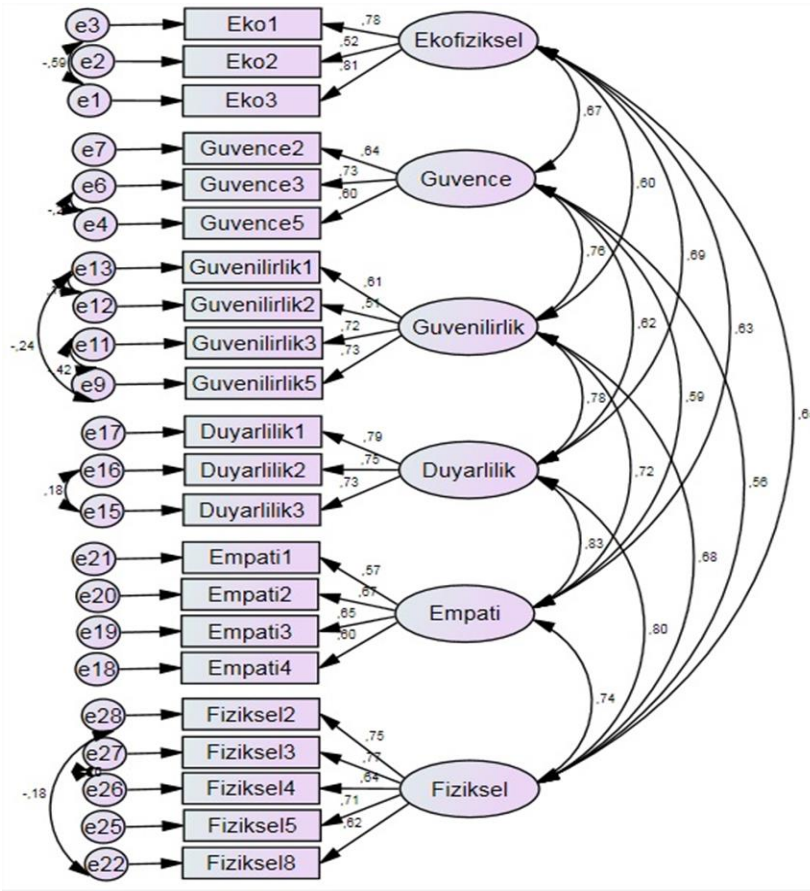 e3 Eko1 ,78 Ekofiziksel
-,59 e2 Eko2 ,52
e1 Eko3 ,81
,67
e7 Guvence2 ,64
e6 Guvence3 ,73 Guvence ,60
e4 Guvence5 ,60
,76 ,69
e13 Guvenilirlik1 ,61
e12 Guvenilirlik2 ,51
-,24 e11 Guvenilirlik3 ,72 Guvenilirlik ,62 ,63
,42 e9 Guvenilirlik5 ,73
,78 ,59
e17 Duyarlilik1 ,79
e16 Duyarlilik2 ,75 Duyarlilik ,72 ,56
,18 e15 Duyarlilik3 ,73
,83 ,68
e21 Empati1 ,57
e20 Empati2 ,67
e19 Empati3 ,65 Empati ,80
e18 Empati4 ,60
,74
e28 Fiziksel2 ,75
e27 Fiziksel3 ,77
-,18 e26 Fiziksel4 ,64 Fiziksel
e25 Fiziksel5 ,71
e22 Fiziksel8 ,62